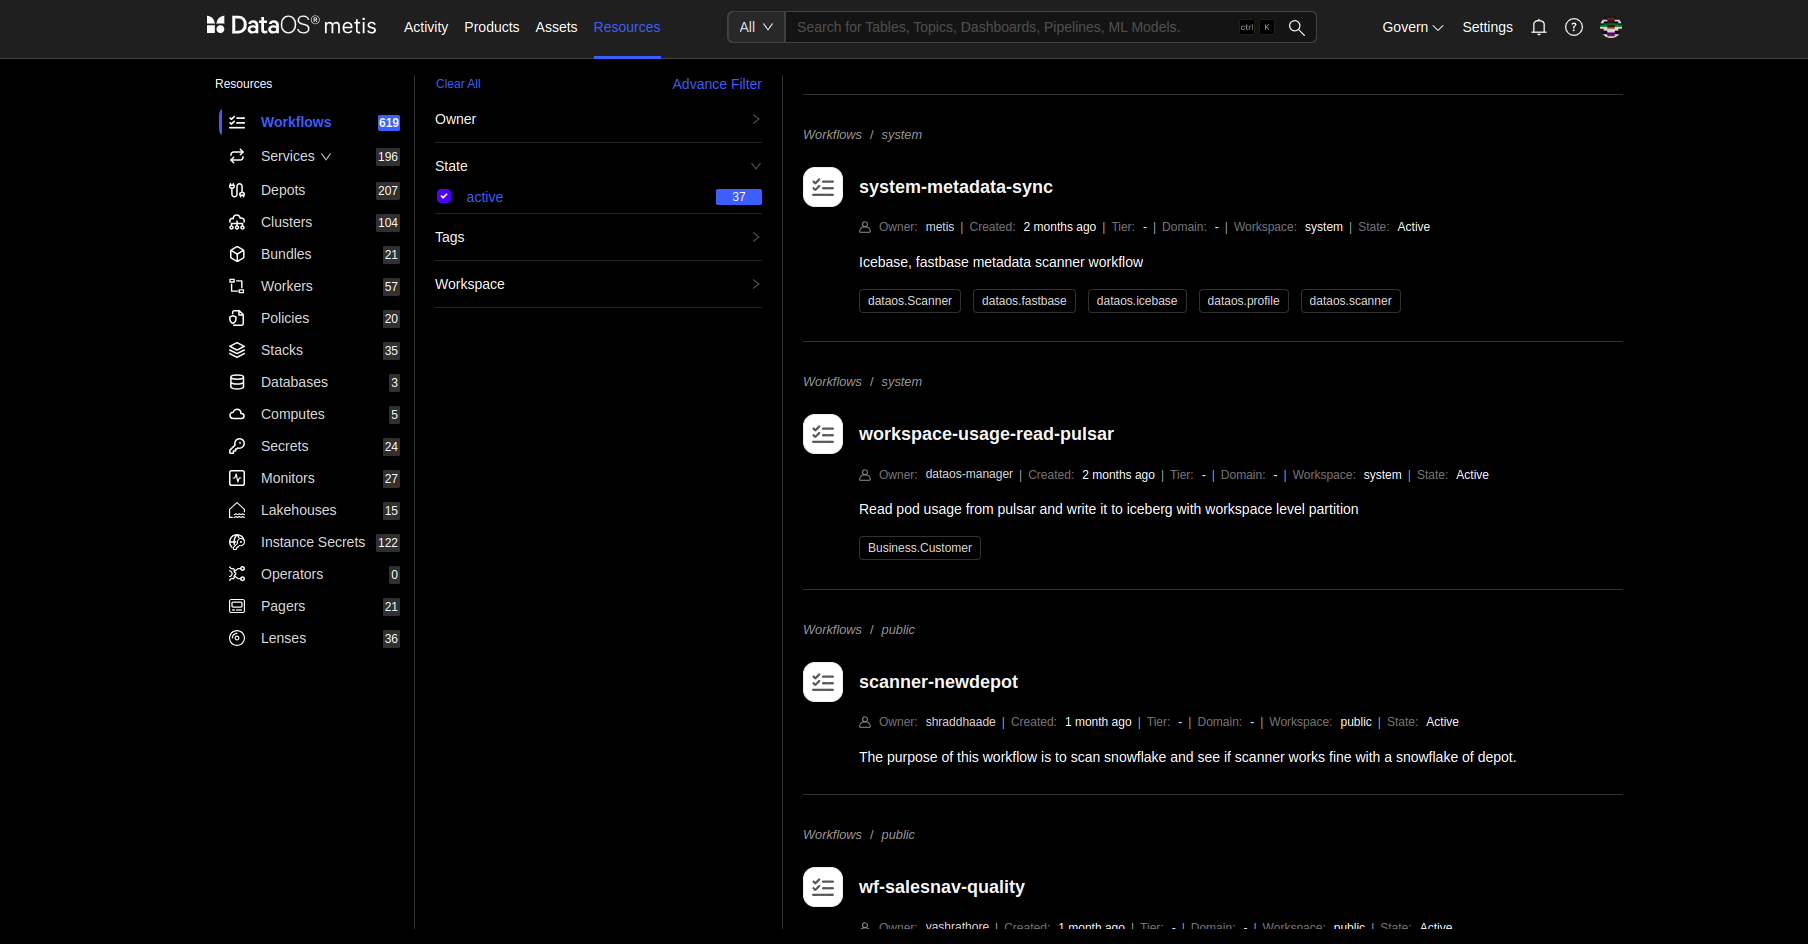 DataOS® metis Activity Products Assets Resources All Search for Tables, Topics, Dashboards, Pipelines, ML Models. ctrl K Govern Settings
Resources
Workflows 619
Services 196
Depots 207
Clusters 104
Bundles 21
Workers 57
Policies 20
Stacks 35
Databases 3
Computes 5
Secrets 24
Monitors 27
Lakehouses 15
Instance Secrets 122
Operators 0
Pagers 21
Lenses 36
Clear All Advance Filter
Owner
State
active 37
Tags
Workspace
Workflows / system
system-metadata-sync
Owner: metis | Created: 2 months ago | Tier: - | Domain: - | Workspace: system | State: Active
Icebase, fastbase metadata scanner workflow
dataos.Scanner dataos.fastbase dataos.icebase dataos.profile dataos.scanner
Workflows / system
workspace-usage-read-pulsar
Owner: dataos-manager | Created: 2 months ago | Tier: - | Domain: - | Workspace: system | State: Active
Read pod usage from pulsar and write it to iceberg with workspace level partition
Business.Customer
Workflows / public
scanner-newdepot
Owner: shraddhaade | Created: 1 month ago | Tier: - | Domain: - | Workspace: public | State: Active
The purpose of this workflow is to scan snowflake and see if scanner works fine with a snowflake of depot.
Workflows / public
wf-salesnav-quality
Owner: yashrathore | Created: 1 month ago | Tier: - | Domain: - | Workspace: public | State: Active